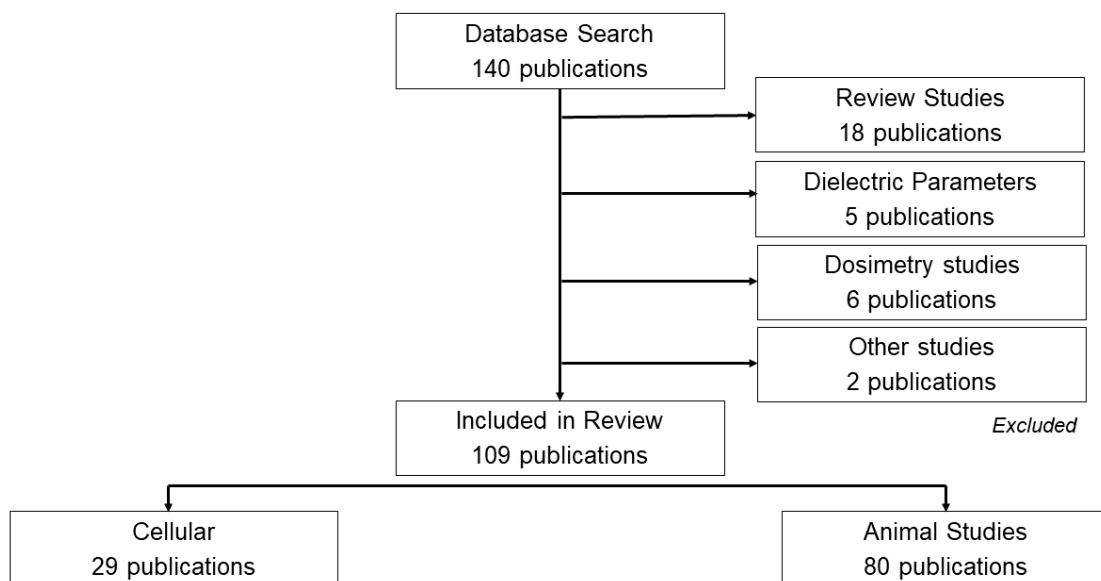 Database Search
140 publications
Review Studies
18 publications
Dielectric Parameters
5 publications
Dosimetry studies
6 publications
Other studies
2 publications
Included in Review
109 publications
Excluded
Cellular
29 publications
Animal Studies
80 publications